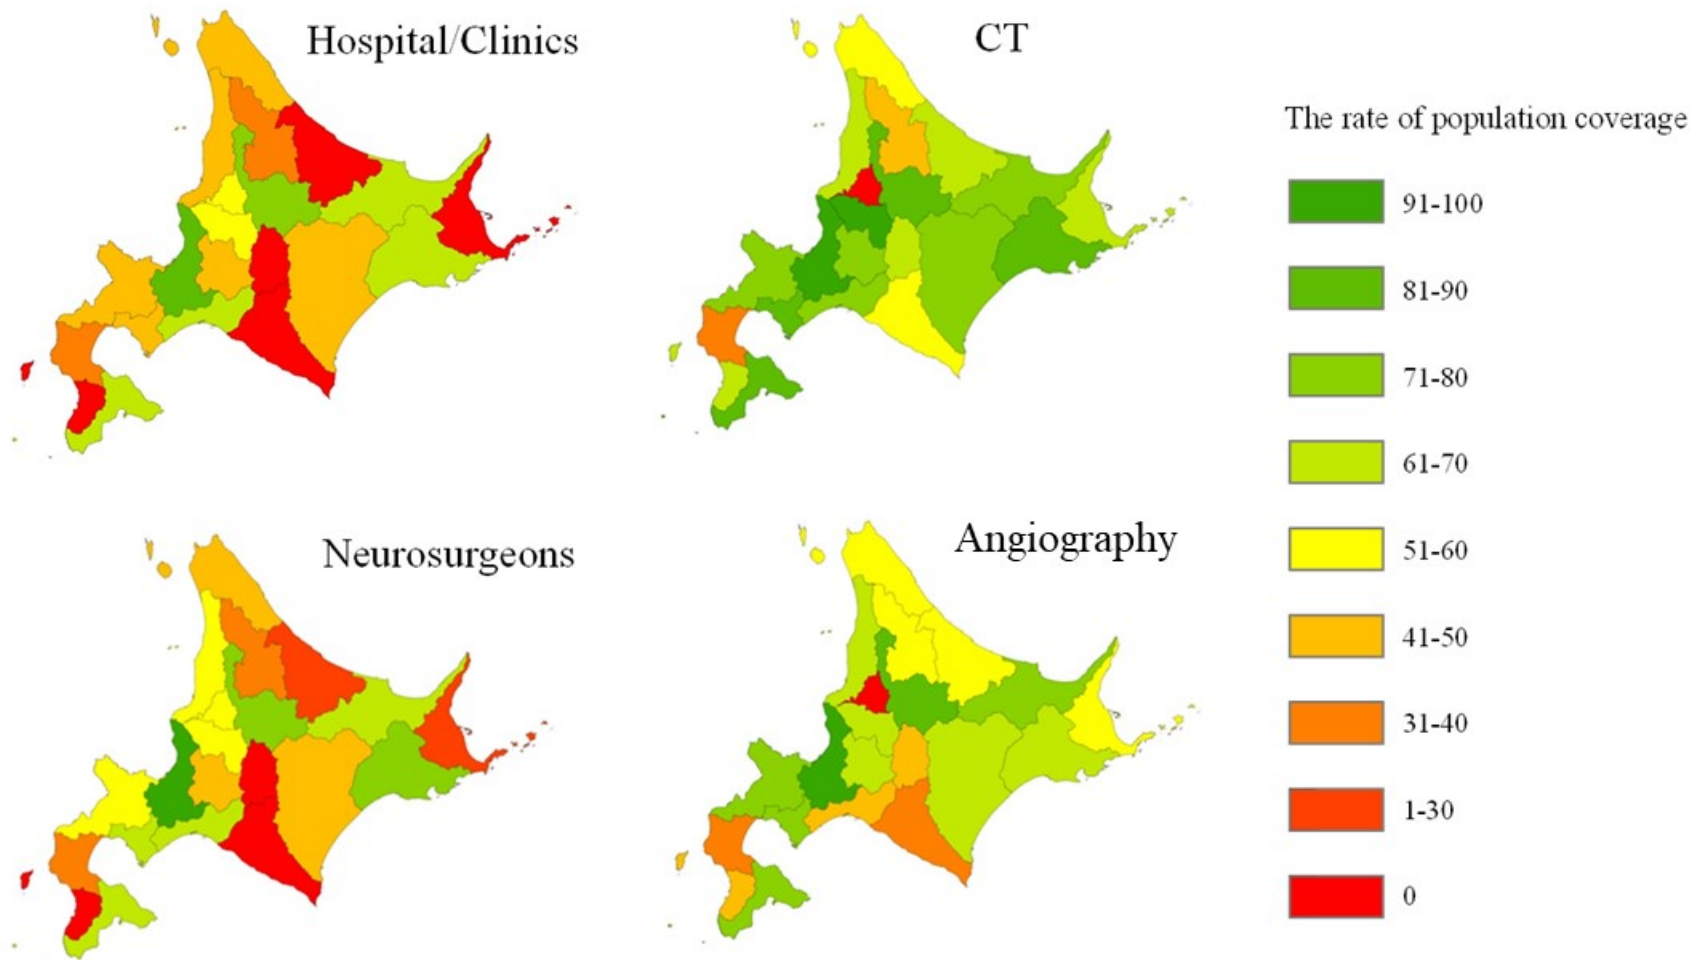 Hospital/Clinics
CT
The rate of population coverage
91-100
81-90
71-80
61-70
Neurosurgeons
Angiography
51-60
41-50
31-40
1-30
0